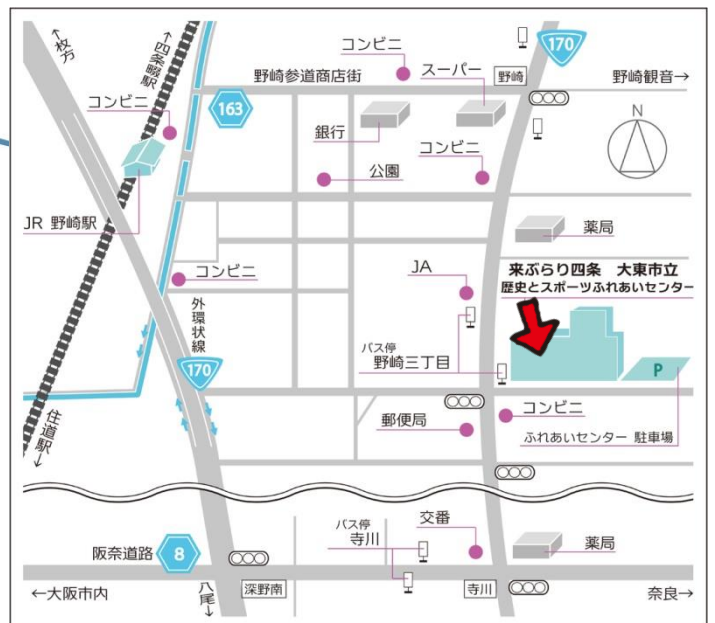 ↑枚方
↑四条畷駅
コンビニ
163
JR 野崎駅
野崎参道商店街
コンビニ
スーパー
野崎
170
野崎観音→
銀行
公園
コンビニ
N
薬局
コンビニ
外環状線
170
JA
バス停
野崎三丁目
来ぶらり四条 大東市立
歴史とスポーツふれあいセンター
P
郵便局
コンビニ
ふれあいセンター 駐車場
住道駅↓
阪奈道路
8
←大阪市内
八尾↓
深野南
バス停
寺川
交番
薬局
寺川
奈良→